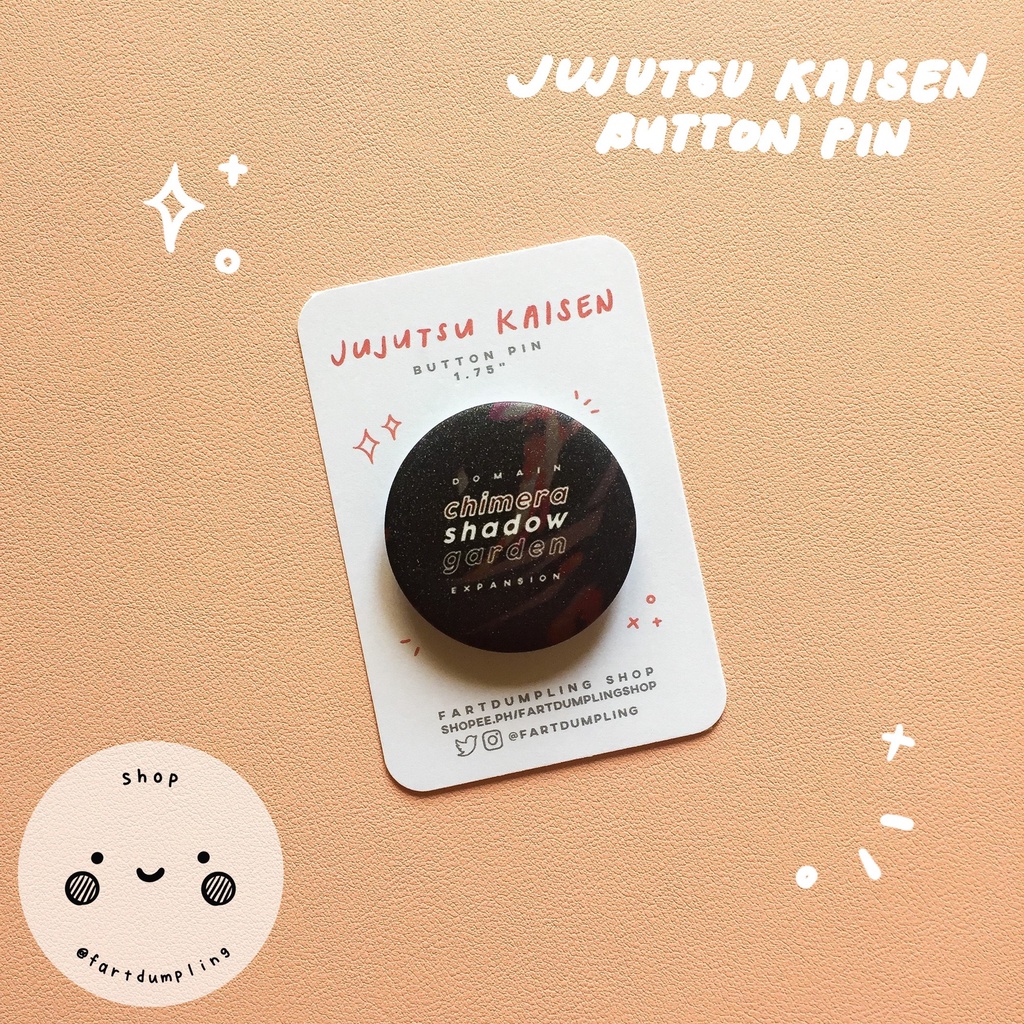 JUJUTSU KAISEN
BUTTON PIN
JUJUTSU KAISEN
BUTTON PIN
1.75"
DOMAIN
chimera
shadow
garden
EXPANSION
FARTDUMPLING SHOP
SHOPEE.PH/FARTDUMPLINGSHOP
@FARTDUMPLING
shop
@fartdumpling